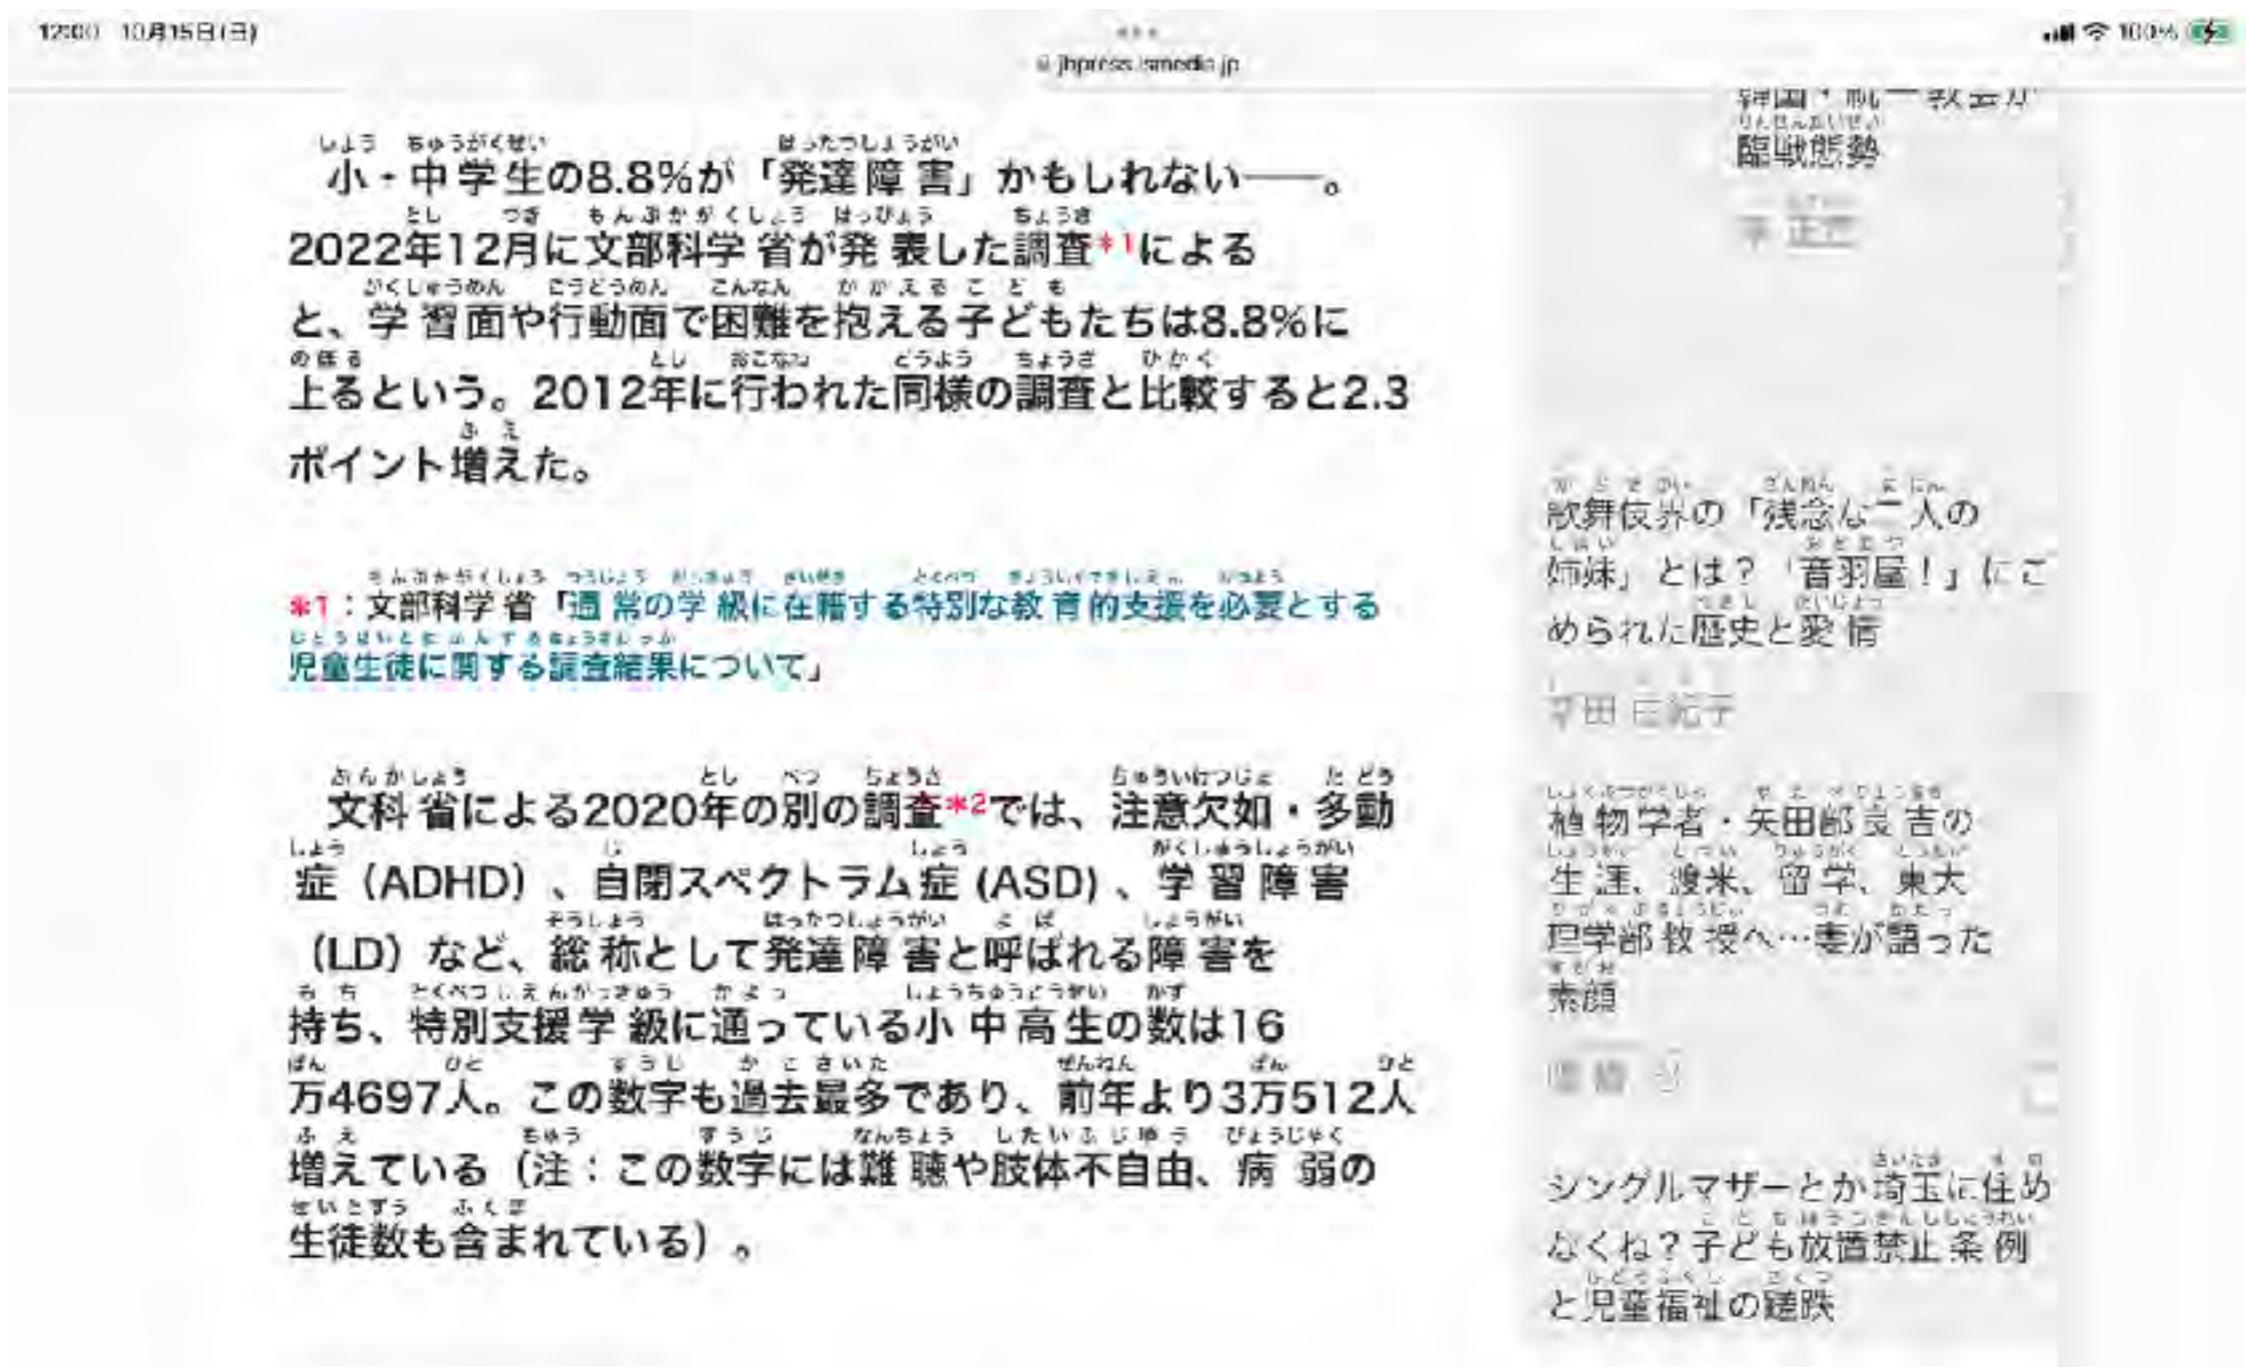 12:00 10月15日(日)
100%
jbpress.ismedia.jp
小・中学生の8.8%が「発達障害」かもしれない――。
2022年12月に文部科学省が発表した調査*1による
と、学習面や行動面で困難を抱える子どもたちは8.8%に
上るという。2012年に行われた同様の調査と比較すると2.3
ポイント増えた。
*1：文部科学省「通常の学級に在籍する特別な教育的支援を必要とする
児童生徒に関する調査結果について」
文科省による2020年の別の調査*2では、注意欠如・多動
症（ADHD）、自閉スペクトラム症 (ASD) 、学習障害
（LD）など、総称として発達障害と呼ばれる障害を
持ち、特別支援学級に通っている小中高生の数は16
万4697人。この数字も過去最多であり、前年より3万512人
増えている（注：この数字には難聴や肢体不自由、病弱の
生徒数も含まれている）。
臨戦態勢
歌舞伎界の「残念な二人の
姉妹」とは？「音羽屋！」にこ
められた歴史と愛情
植物学者・矢田部良吉の
生涯、渡米、留学、東大
理学部教授へ…妻が語った
素顔
シングルマザーとか埼玉に住め
なくね？子ども放置禁止条例
と児童福祉の蹉跌